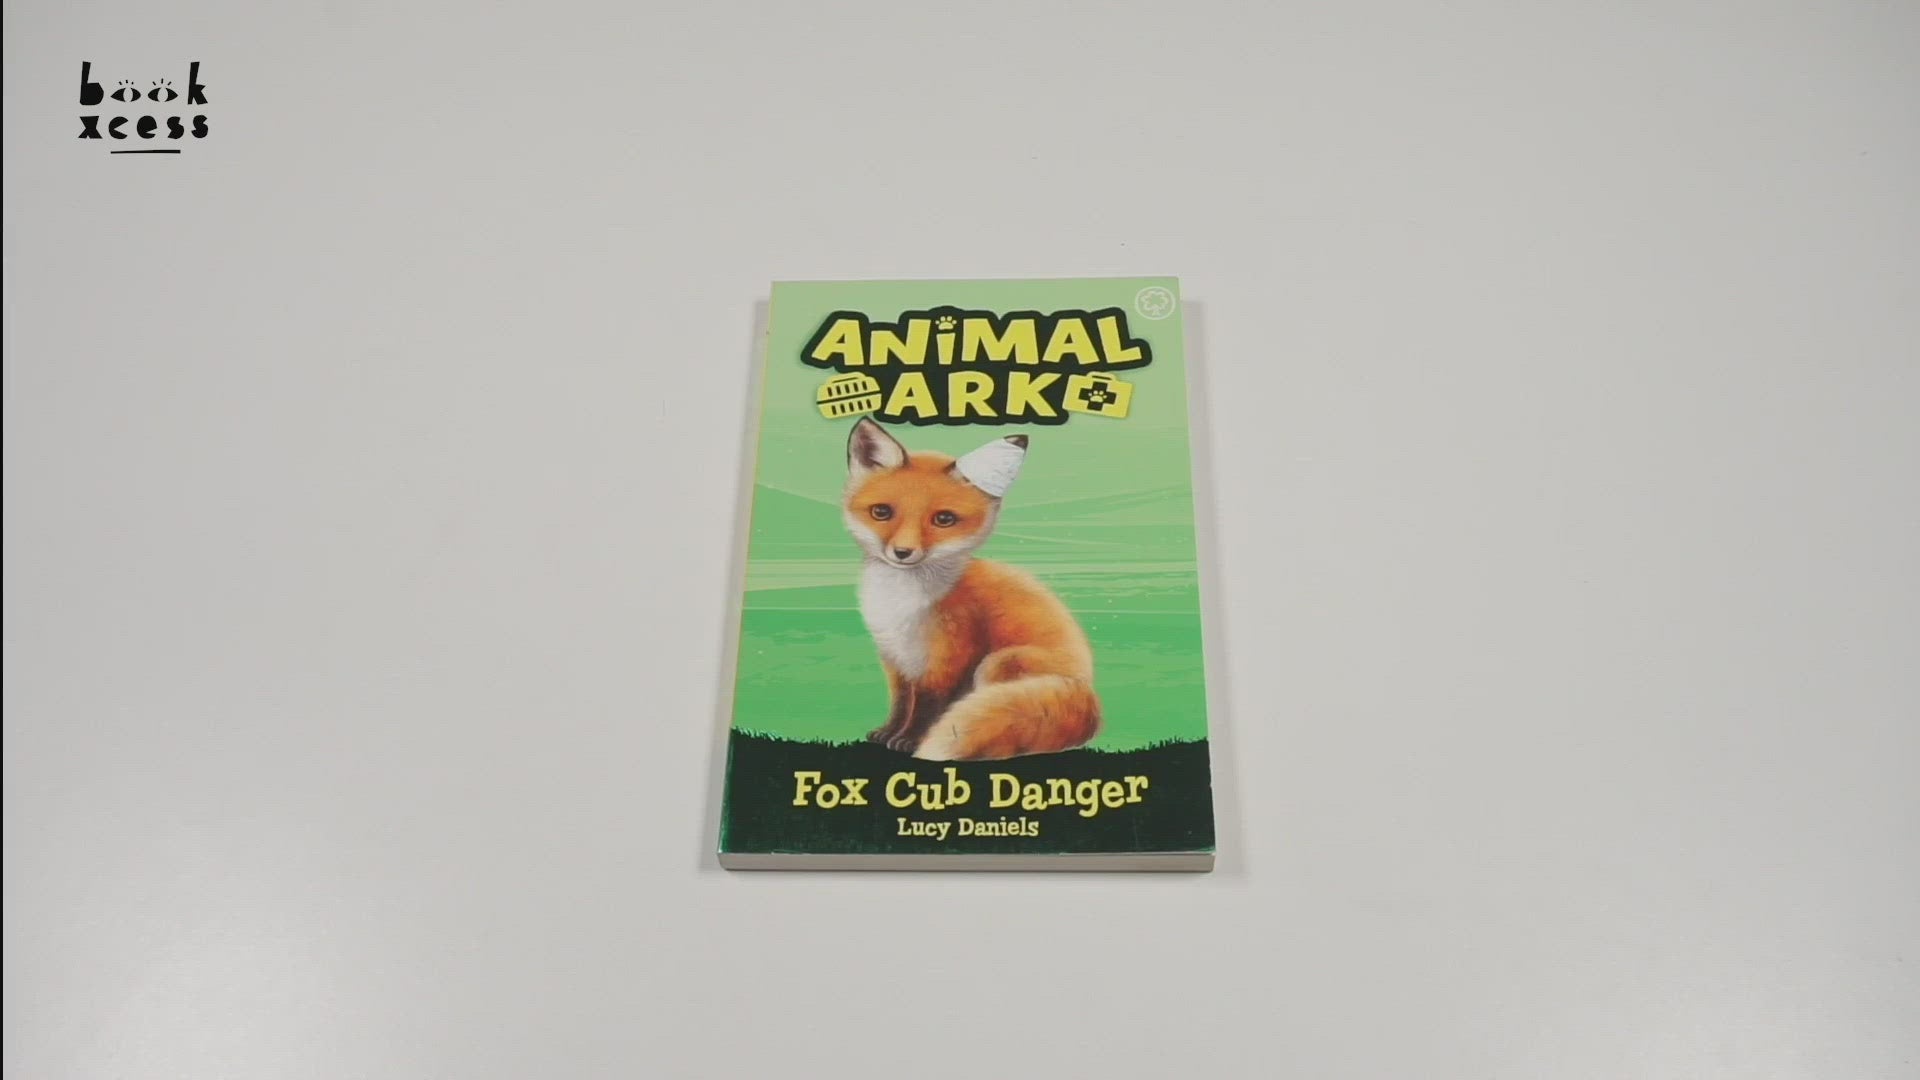 book
xcess
ANiMAL
ARK
Fox Cub Danger
Lucy Daniels